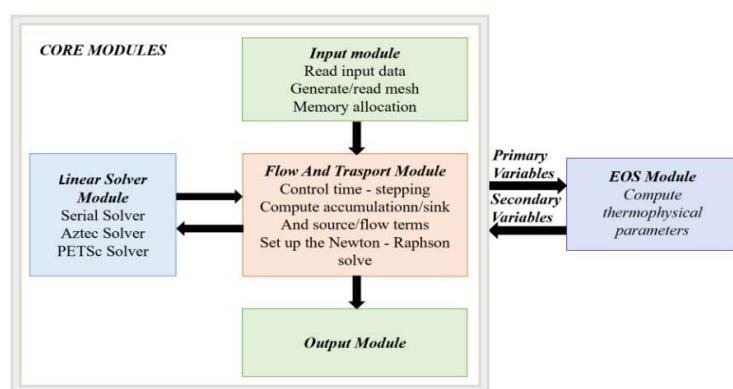 CORE MODULES
Input module
Read input data
Generate/read mesh
Memory allocation
Linear Solver
Module
Serial Solver
Aztec Solver
PETSc Solver
Flow And Trasport Module
Control time - stepping
Compute accumulationn/sink
And source/flow terms
Set up the Newton - Raphson
solve
Primary
Variables
Secondary
Variables
EOS Module
Compute
thermophysical
parameters
Output Module